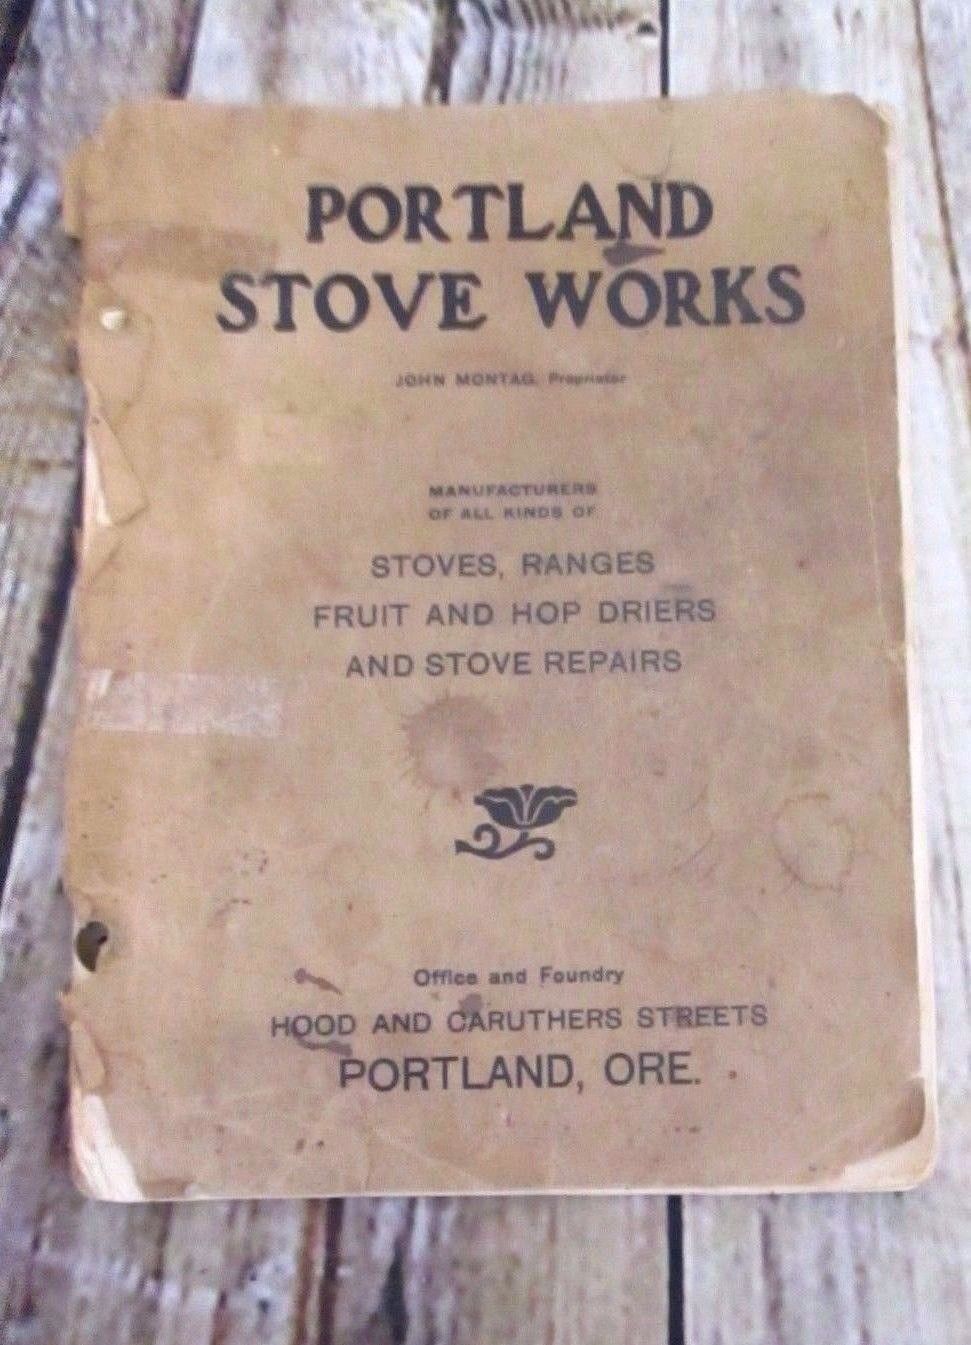 PORTLAND
STOVE WORKS
JOHN MONTAG, Proprietor
MANUFACTURERS
OF ALL KINDS OF
STOVES, RANGES
FRUIT AND HOP DRIERS
AND STOVE REPAIRS
Office and Foundry
HOOD AND CARUTHERS STREETS
PORTLAND, ORE.